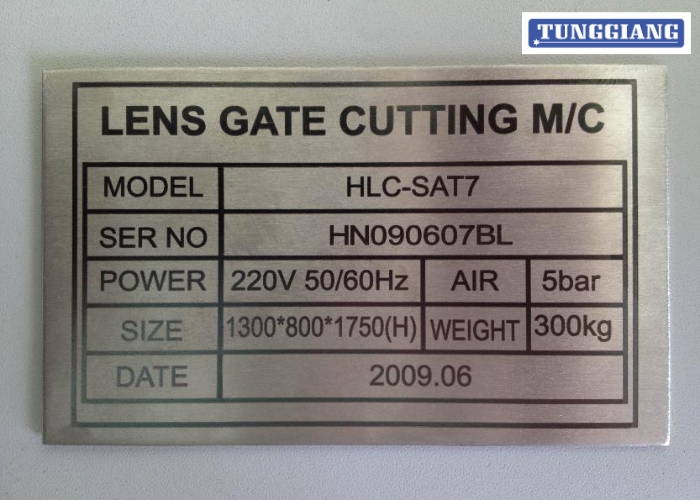 TUNGGIANG
LENS GATE CUTTING M/C
MODEL HLC-SAT7
SER NO HN090607BL
POWER 220V 50/60Hz AIR 5bar
SIZE 1300*800*1750(H) WEIGHT 300kg
DATE 2009.06